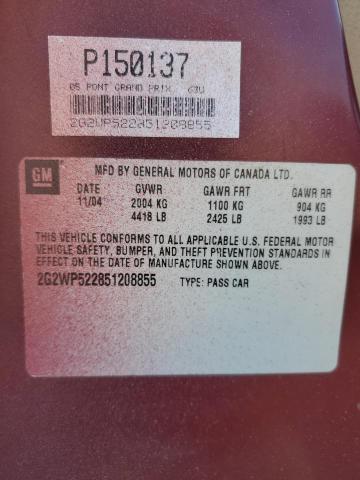 P150137
05 PONT GRAND PRIX 63U
2G2WP522851208855
GM
MFD BY GENERAL MOTORS OF CANADA LTD.
DATE GVWR GAWR FRT GAWR RR
11/04 2004 KG 1100 KG 904 KG
4418 LB 2425 LB 1993 LB
THIS VEHICLE CONFORMS TO ALL APPLICABLE U.S. FEDERAL MOTOR
VEHICLE SAFETY, BUMPER, AND THEFT PREVENTION STANDARDS IN
EFFECT ON THE DATE OF MANUFACTURE SHOWN ABOVE.
2G2WP522851208855 TYPE: PASS CAR